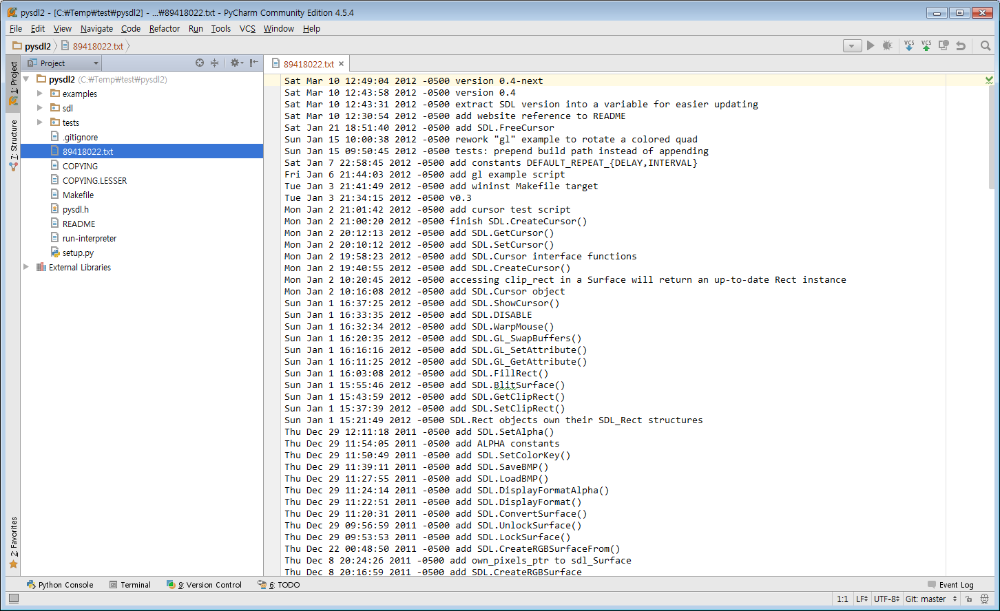 pysdl2 - [C:₩Temp₩test₩pysdl2] - ...₩89418022.txt - PyCharm Community Edition 4.5.4
File Edit View Navigate Code Refactor Run Tools VCS Window Help
pysdl2 89418022.txt VCS VCS
1: Project
7: Structure
2: Favorites
Project
pysdl2 (C:₩Temp₩test₩pysdl2)
examples
sdl
tests
.gitignore
89418022.txt
COPYING
COPYING.LESSER
Makefile
pysdl.h
README
run-interpreter
setup.py
External Libraries
89418022.txt
Sat Mar 10 12:49:04 2012 -0500 version 0.4-next
Sat Mar 10 12:43:58 2012 -0500 version 0.4
Sat Mar 10 12:43:31 2012 -0500 extract SDL version into a variable for easier updating
Sat Mar 10 12:30:54 2012 -0500 add website reference to README
Sat Jan 21 18:51:40 2012 -0500 add SDL.FreeCursor
Sun Jan 15 10:00:38 2012 -0500 rework "gl" example to rotate a colored quad
Sun Jan 15 09:50:45 2012 -0500 tests: prepend build path instead of appending
Sat Jan 7 22:58:45 2012 -0500 add constants DEFAULT_REPEAT_{DELAY,INTERVAL}
Fri Jan 6 21:44:03 2012 -0500 add gl example script
Tue Jan 3 21:41:49 2012 -0500 add wininst Makefile target
Tue Jan 3 21:34:15 2012 -0500 v0.3
Mon Jan 2 21:01:42 2012 -0500 add cursor test script
Mon Jan 2 21:00:20 2012 -0500 finish SDL.CreateCursor()
Mon Jan 2 20:12:13 2012 -0500 add SDL.GetCursor()
Mon Jan 2 20:10:12 2012 -0500 add SDL.SetCursor()
Mon Jan 2 19:58:23 2012 -0500 add SDL.Cursor interface functions
Mon Jan 2 19:40:55 2012 -0500 add SDL.CreateCursor()
Mon Jan 2 10:20:45 2012 -0500 accessing clip_rect in a Surface will return an up-to-date Rect instance
Mon Jan 2 10:16:08 2012 -0500 add SDL.Cursor object
Sun Jan 1 16:37:25 2012 -0500 add SDL.ShowCursor()
Sun Jan 1 16:33:35 2012 -0500 add SDL.DISABLE
Sun Jan 1 16:32:34 2012 -0500 add SDL.WarpMouse()
Sun Jan 1 16:20:35 2012 -0500 add SDL.GL_SwapBuffers()
Sun Jan 1 16:16:16 2012 -0500 add SDL.GL_SetAttribute()
Sun Jan 1 16:11:25 2012 -0500 add SDL.GL_GetAttribute()
Sun Jan 1 16:03:08 2012 -0500 add SDL.FillRect()
Sun Jan 1 15:55:46 2012 -0500 add SDL.BlitSurface()
Sun Jan 1 15:43:59 2012 -0500 add SDL.GetClipRect()
Sun Jan 1 15:37:39 2012 -0500 add SDL.SetClipRect()
Sun Jan 1 15:21:49 2012 -0500 SDL.Rect objects own their SDL_Rect structures
Thu Dec 29 12:11:18 2011 -0500 add SDL.SetAlpha()
Thu Dec 29 11:54:05 2011 -0500 add ALPHA constants
Thu Dec 29 11:50:49 2011 -0500 add SDL.SetColorKey()
Thu Dec 29 11:39:11 2011 -0500 add SDL.SaveBMP()
Thu Dec 29 11:27:55 2011 -0500 add SDL.LoadBMP()
Thu Dec 29 11:24:14 2011 -0500 add SDL.DisplayFormatAlpha()
Thu Dec 29 11:22:51 2011 -0500 add SDL.DisplayFormat()
Thu Dec 29 11:20:31 2011 -0500 add SDL.ConvertSurface()
Thu Dec 29 09:56:59 2011 -0500 add SDL.UnlockSurface()
Thu Dec 29 09:53:53 2011 -0500 add SDL.LockSurface()
Thu Dec 22 00:48:50 2011 -0500 add SDL.CreateRGBSurfaceFrom()
Thu Dec 8 20:24:26 2011 -0500 add own_pixels_ptr to sdl_Surface
Thu Dec 8 20:16:59 2011 -0500 add SDL.CreateRGBSurface
Python Console Terminal 9: Version Control 6: TODO Event Log
1:1 LF UTF-8 Git: master